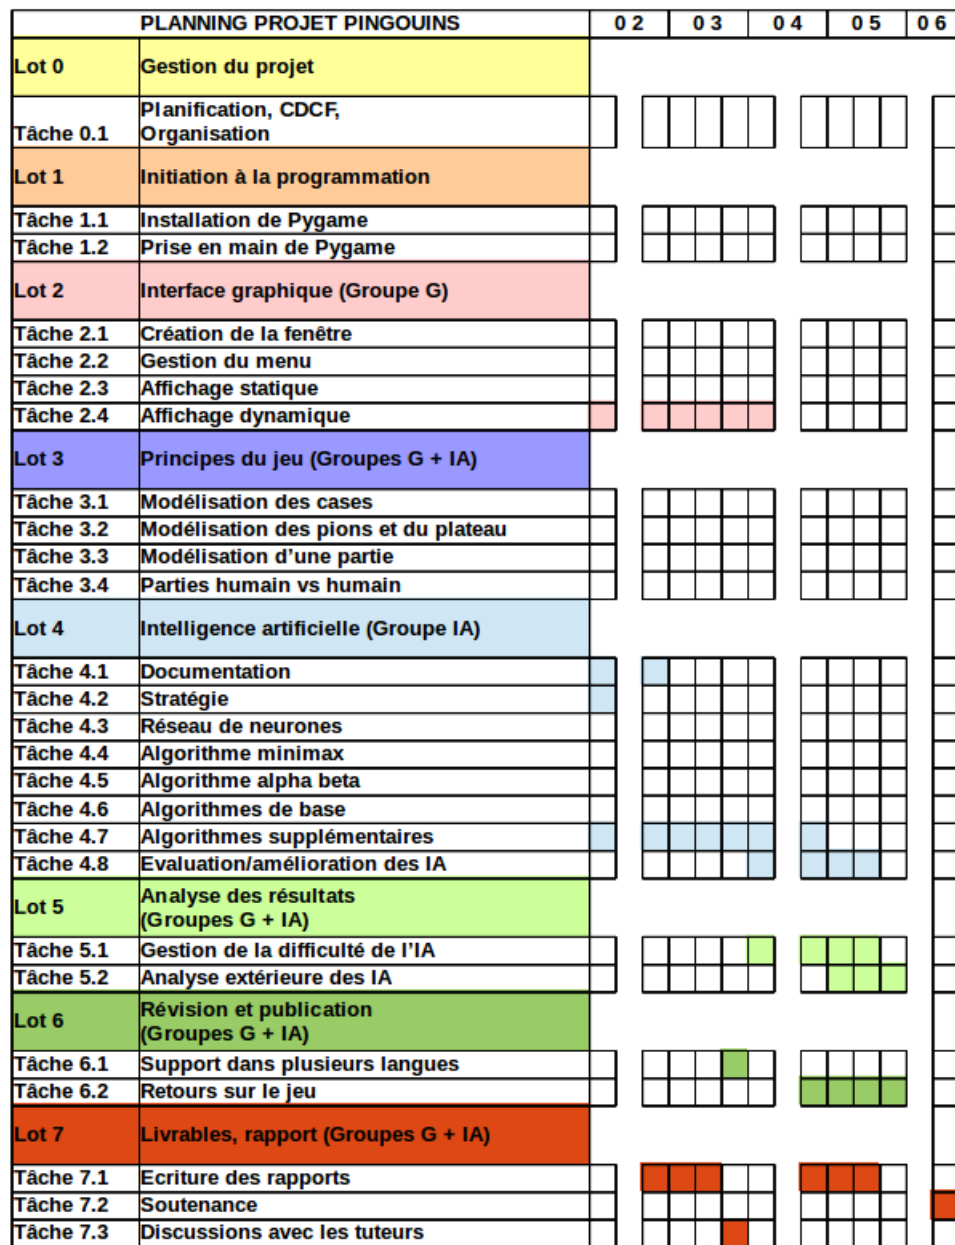 PLANNING PROJET PINGOUINS 0 2 0 3 0 4 0 5 0 6
Lot 0 Gestion du projet
Planification, CDCF,
Tâche 0.1 Organisation
Lot 1 Initiation à la programmation
Tâche 1.1 Installation de Pygame
Tâche 1.2 Prise en main de Pygame
Lot 2 Interface graphique (Groupe G)
Tâche 2.1 Création de la fenêtre
Tâche 2.2 Gestion du menu
Tâche 2.3 Affichage statique
Tâche 2.4 Affichage dynamique
Lot 3 Principes du jeu (Groupes G + IA)
Tâche 3.1 Modélisation des cases
Tâche 3.2 Modélisation des pions et du plateau
Tâche 3.3 Modélisation d’une partie
Tâche 3.4 Parties humain vs humain
Lot 4 Intelligence artificielle (Groupe IA)
Tâche 4.1 Documentation
Tâche 4.2 Stratégie
Tâche 4.3 Réseau de neurones
Tâche 4.4 Algorithme minimax
Tâche 4.5 Algorithme alpha beta
Tâche 4.6 Algorithmes de base
Tâche 4.7 Algorithmes supplémentaires
Tâche 4.8 Evaluation/amélioration des IA
Lot 5 Analyse des résultats
(Groupes G + IA)
Tâche 5.1 Gestion de la difficulté de l’IA
Tâche 5.2 Analyse extérieure des IA
Lot 6 Révision et publication
(Groupes G + IA)
Tâche 6.1 Support dans plusieurs langues
Tâche 6.2 Retours sur le jeu
Lot 7 Livrables, rapport (Groupes G + IA)
Tâche 7.1 Ecriture des rapports
Tâche 7.2 Soutenance
Tâche 7.3 Discussions avec les tuteurs